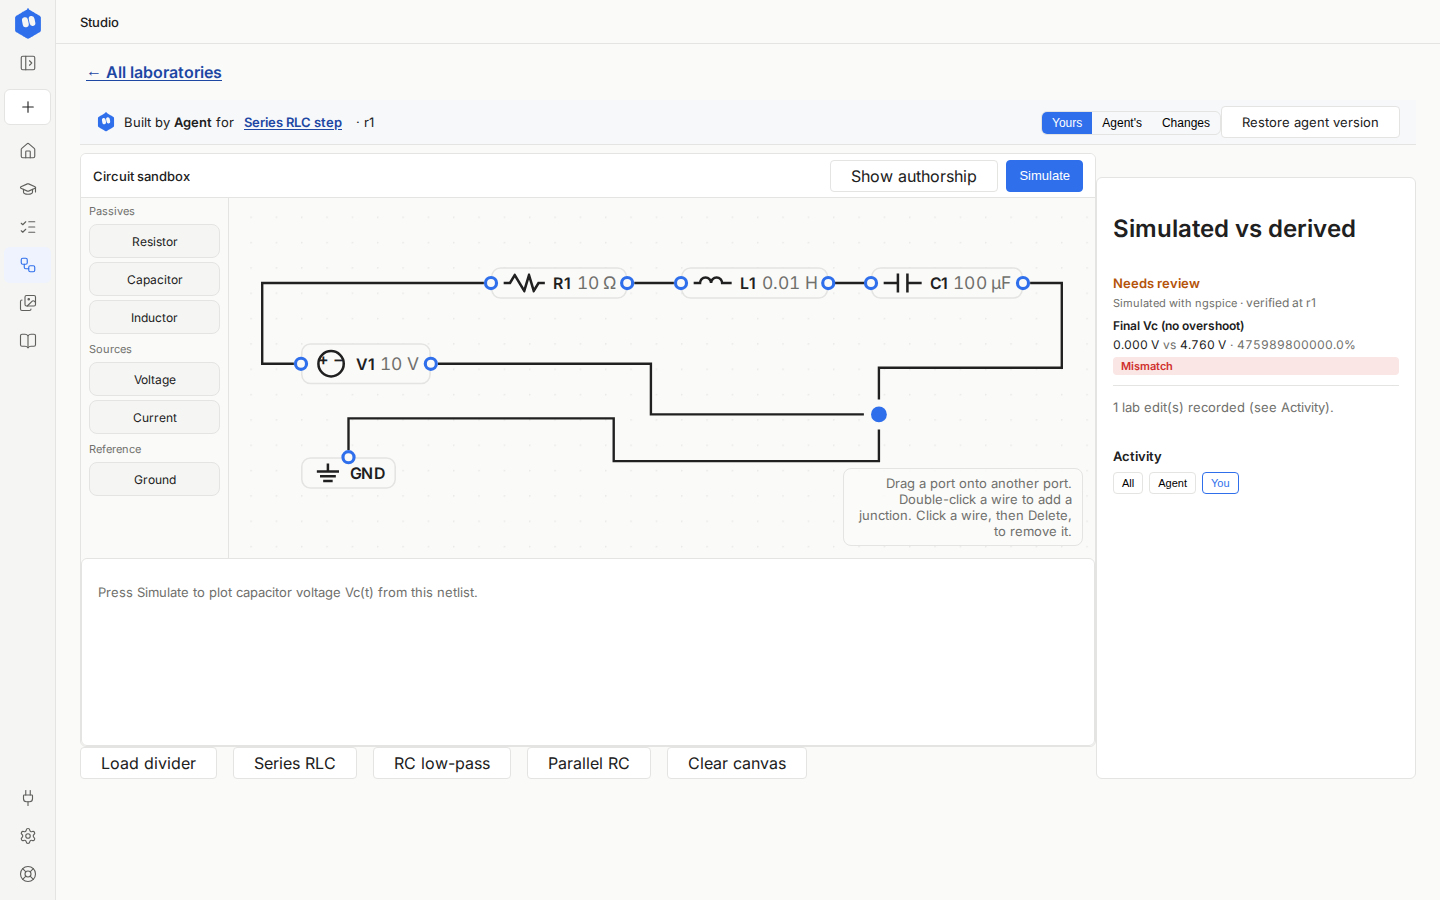 Studio
← All laboratories
Built by Agent for Series RLC step · r1
Yours Agent's Changes Restore agent version
Circuit sandbox
Show authorship Simulate
Passives
Resistor
Capacitor
Inductor
Sources
Voltage
Current
Reference
Ground
R1 10 Ω
L1 0.01 H
C1 100 µF
V1 10 V
GND
Drag a port onto another port.
Double-click a wire to add a
junction. Click a wire, then Delete,
to remove it.
Press Simulate to plot capacitor voltage Vc(t) from this netlist.
Load divider Series RLC RC low-pass Parallel RC Clear canvas
Simulated vs derived
Needs review
Simulated with ngspice · verified at r1
Final Vc (no overshoot)
0.000 V vs 4.760 V · 475989800000.0%
Mismatch
1 lab edit(s) recorded (see Activity).
Activity
All Agent You